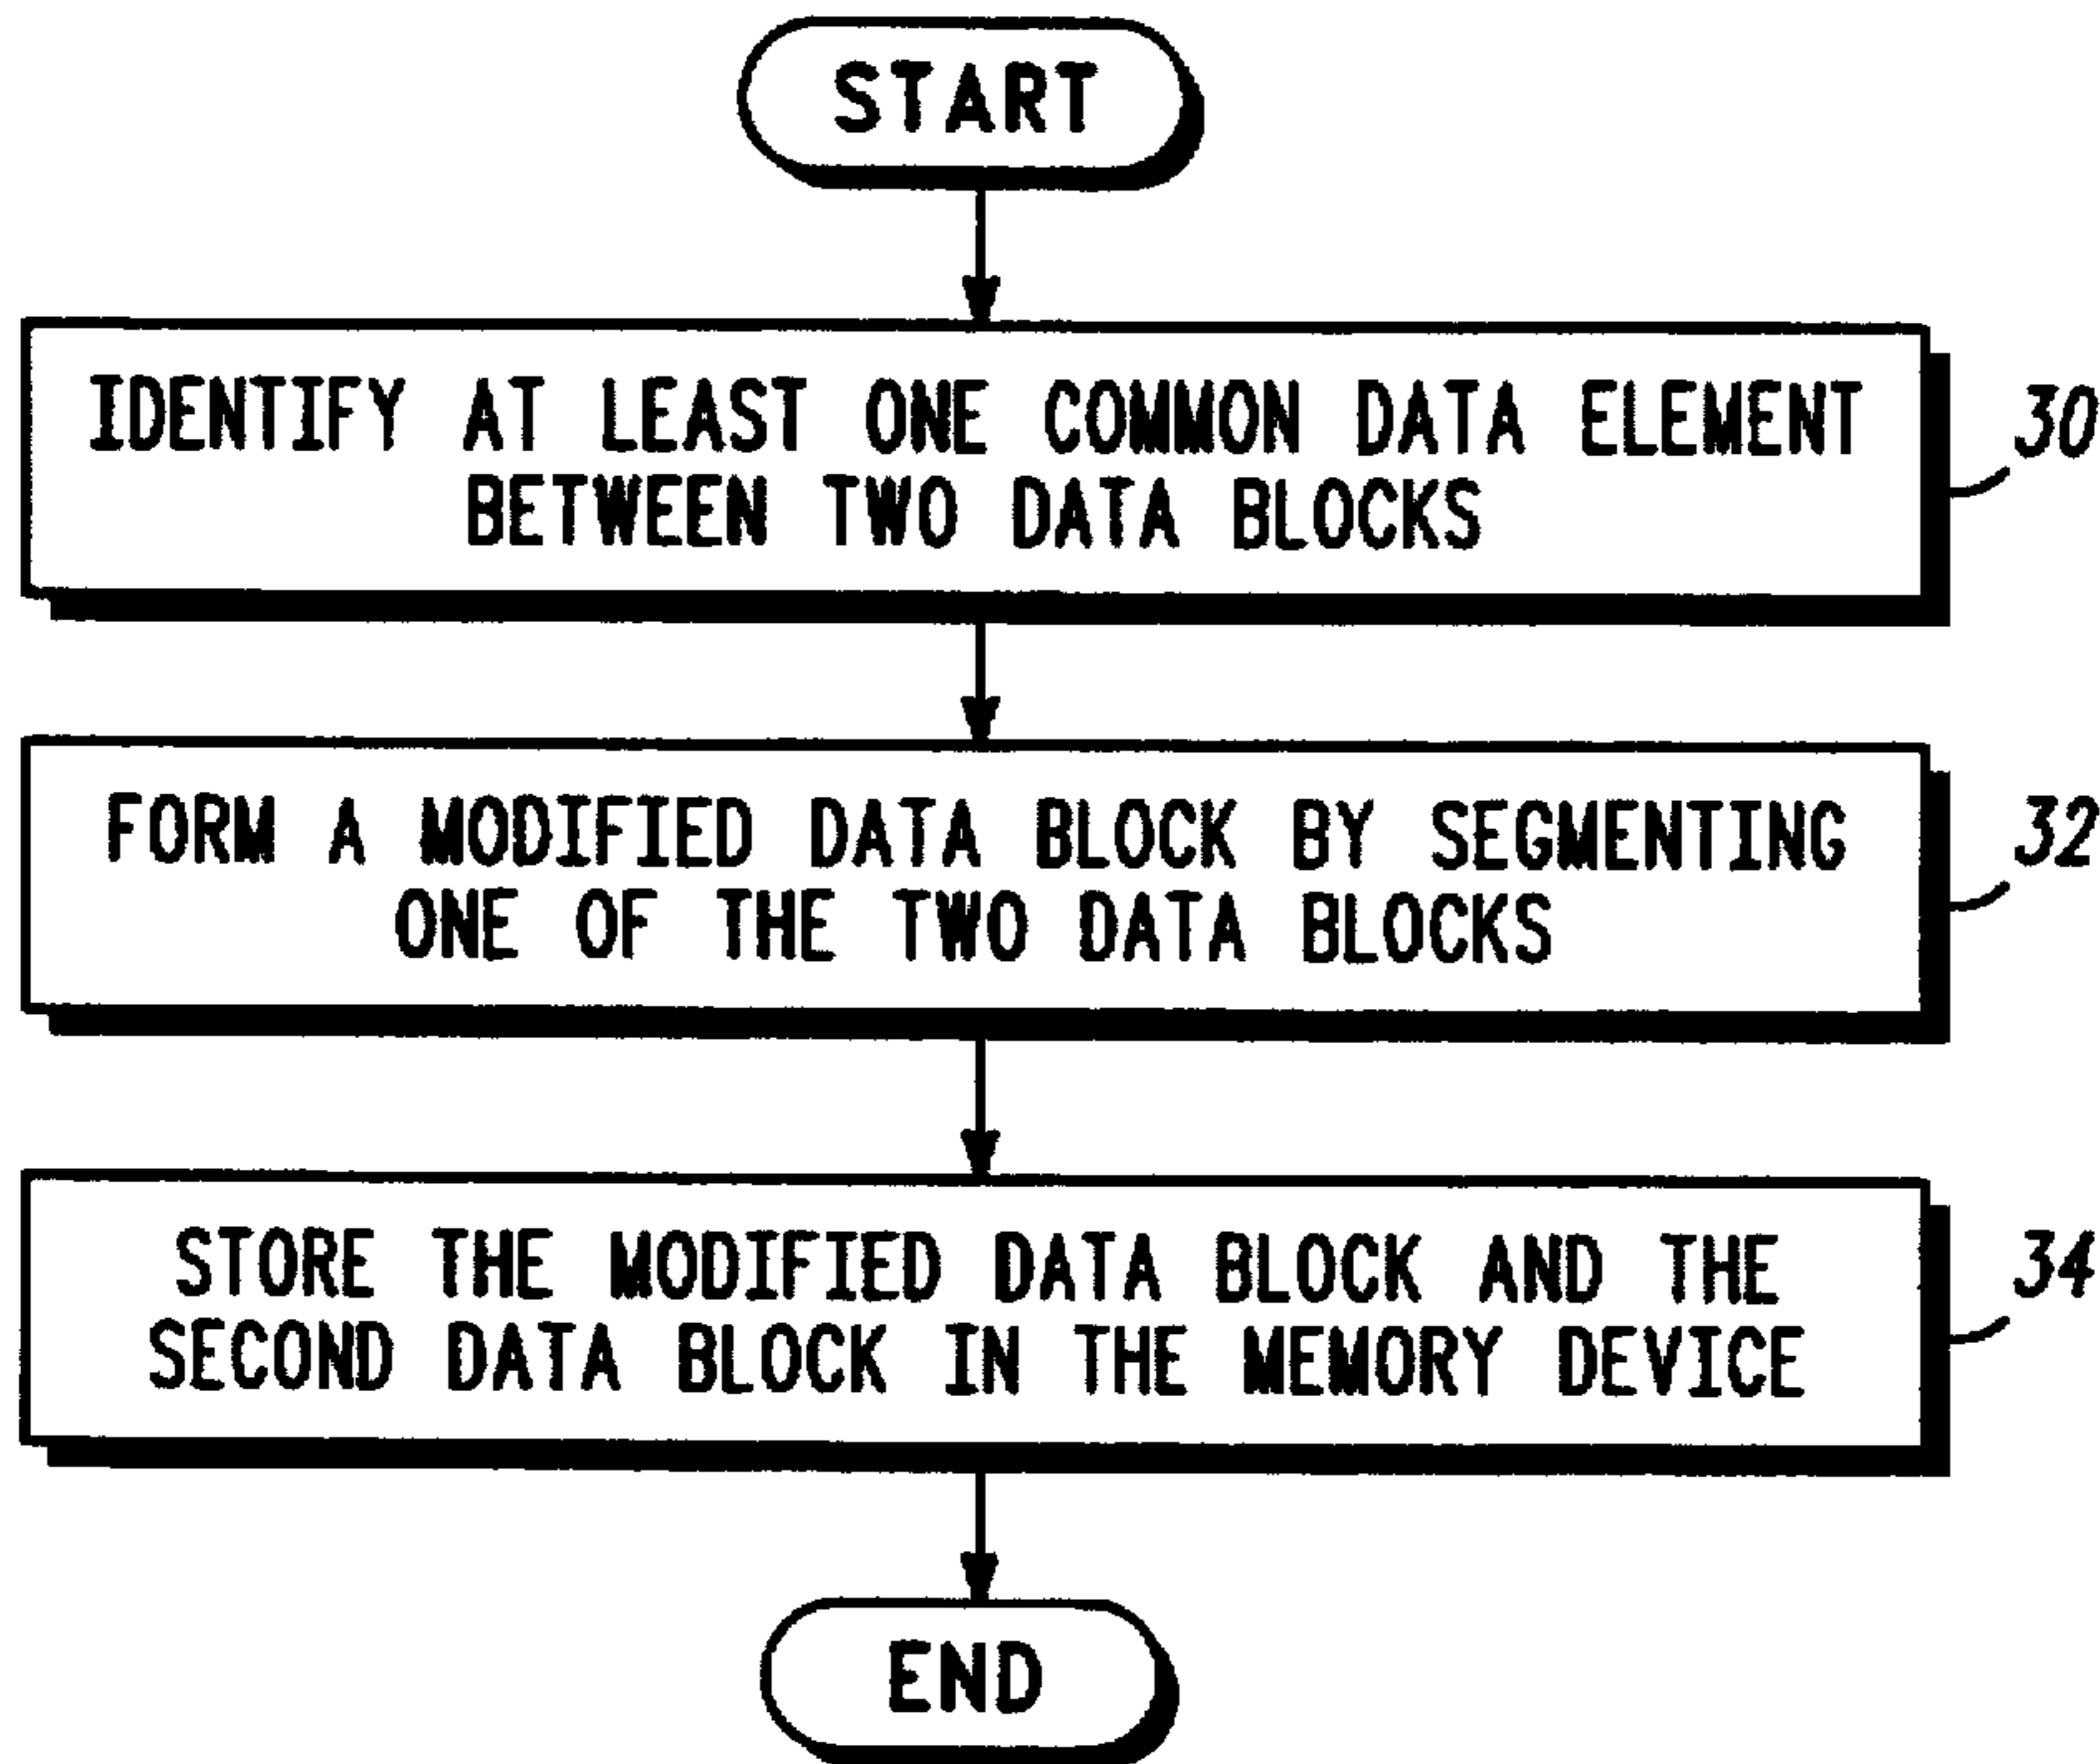 START
IDENTIFY AT LEAST ONE COMMON DATA ELEMENT
BETWEEN TWO DATA BLOCKS
30
FORM A MODIFIED DATA BLOCK BY SEGMENTING
ONE OF THE TWO DATA BLOCKS
32
STORE THE MODIFIED DATA BLOCK AND THE
SECOND DATA BLOCK IN THE MEMORY DEVICE
34
END